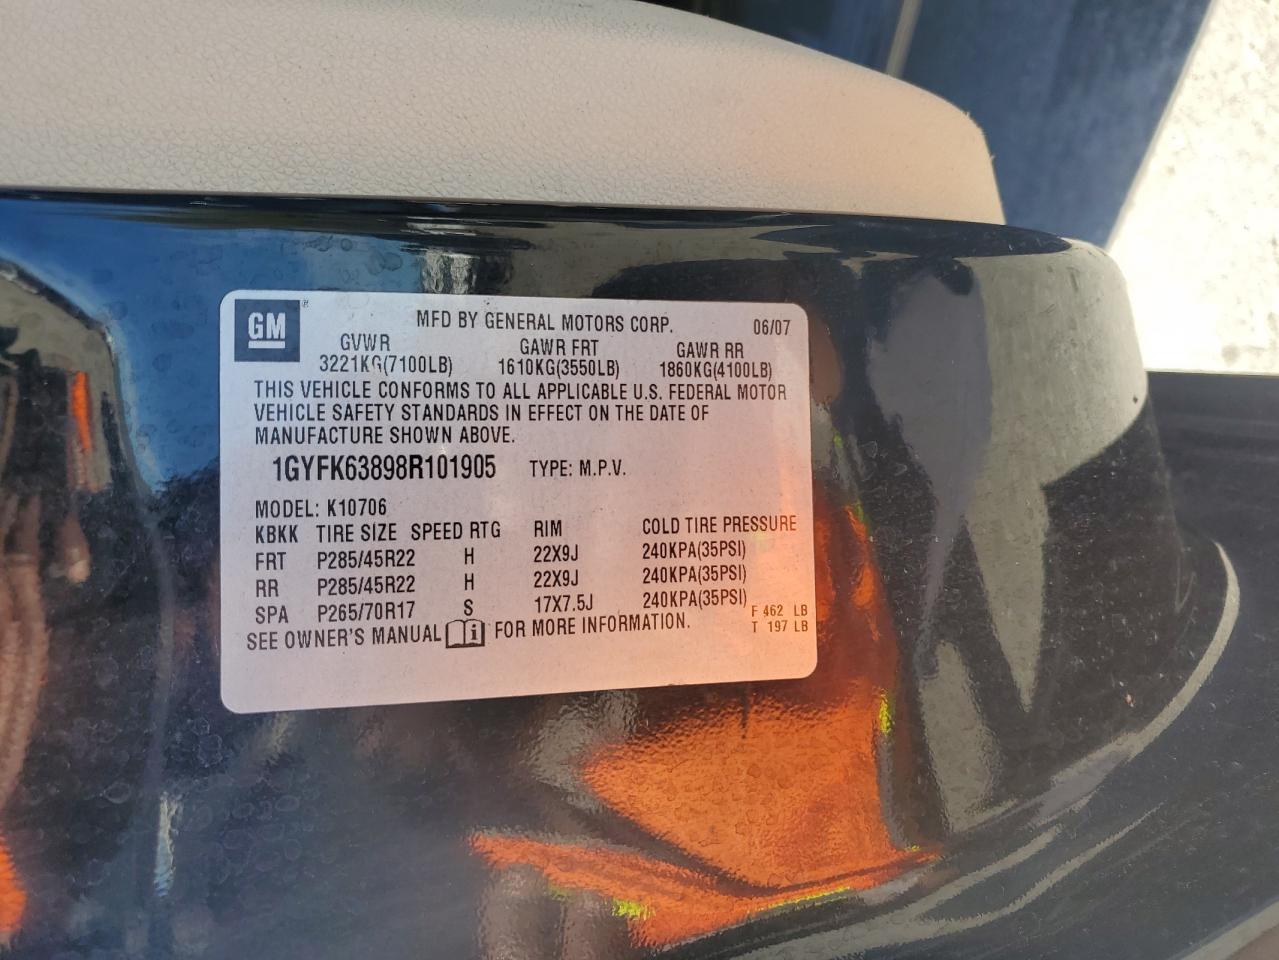 GM
MFD BY GENERAL MOTORS CORP. 06/07
GVWR GAWR FRT GAWR RR
3221KG(7100LB) 1610KG(3550LB) 1860KG(4100LB)
THIS VEHICLE CONFORMS TO ALL APPLICABLE U.S. FEDERAL MOTOR
VEHICLE SAFETY STANDARDS IN EFFECT ON THE DATE OF
MANUFACTURE SHOWN ABOVE.
1GYFK63898R101905 TYPE: M.P.V.
MODEL: K10706
KBKK TIRE SIZE SPEED RTG RIM COLD TIRE PRESSURE
FRT P285/45R22 H 22X9J 240KPA(35PSI)
RR P285/45R22 H 22X9J 240KPA(35PSI)
SPA P265/70R17 S 17X7.5J 240KPA(35PSI)
F 462 LB
SEE OWNER'S MANUAL i FOR MORE INFORMATION.
T 197 LB